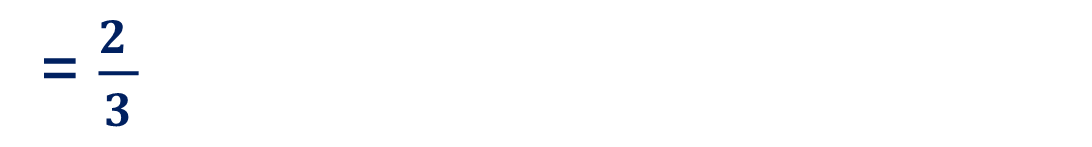 = 2/3